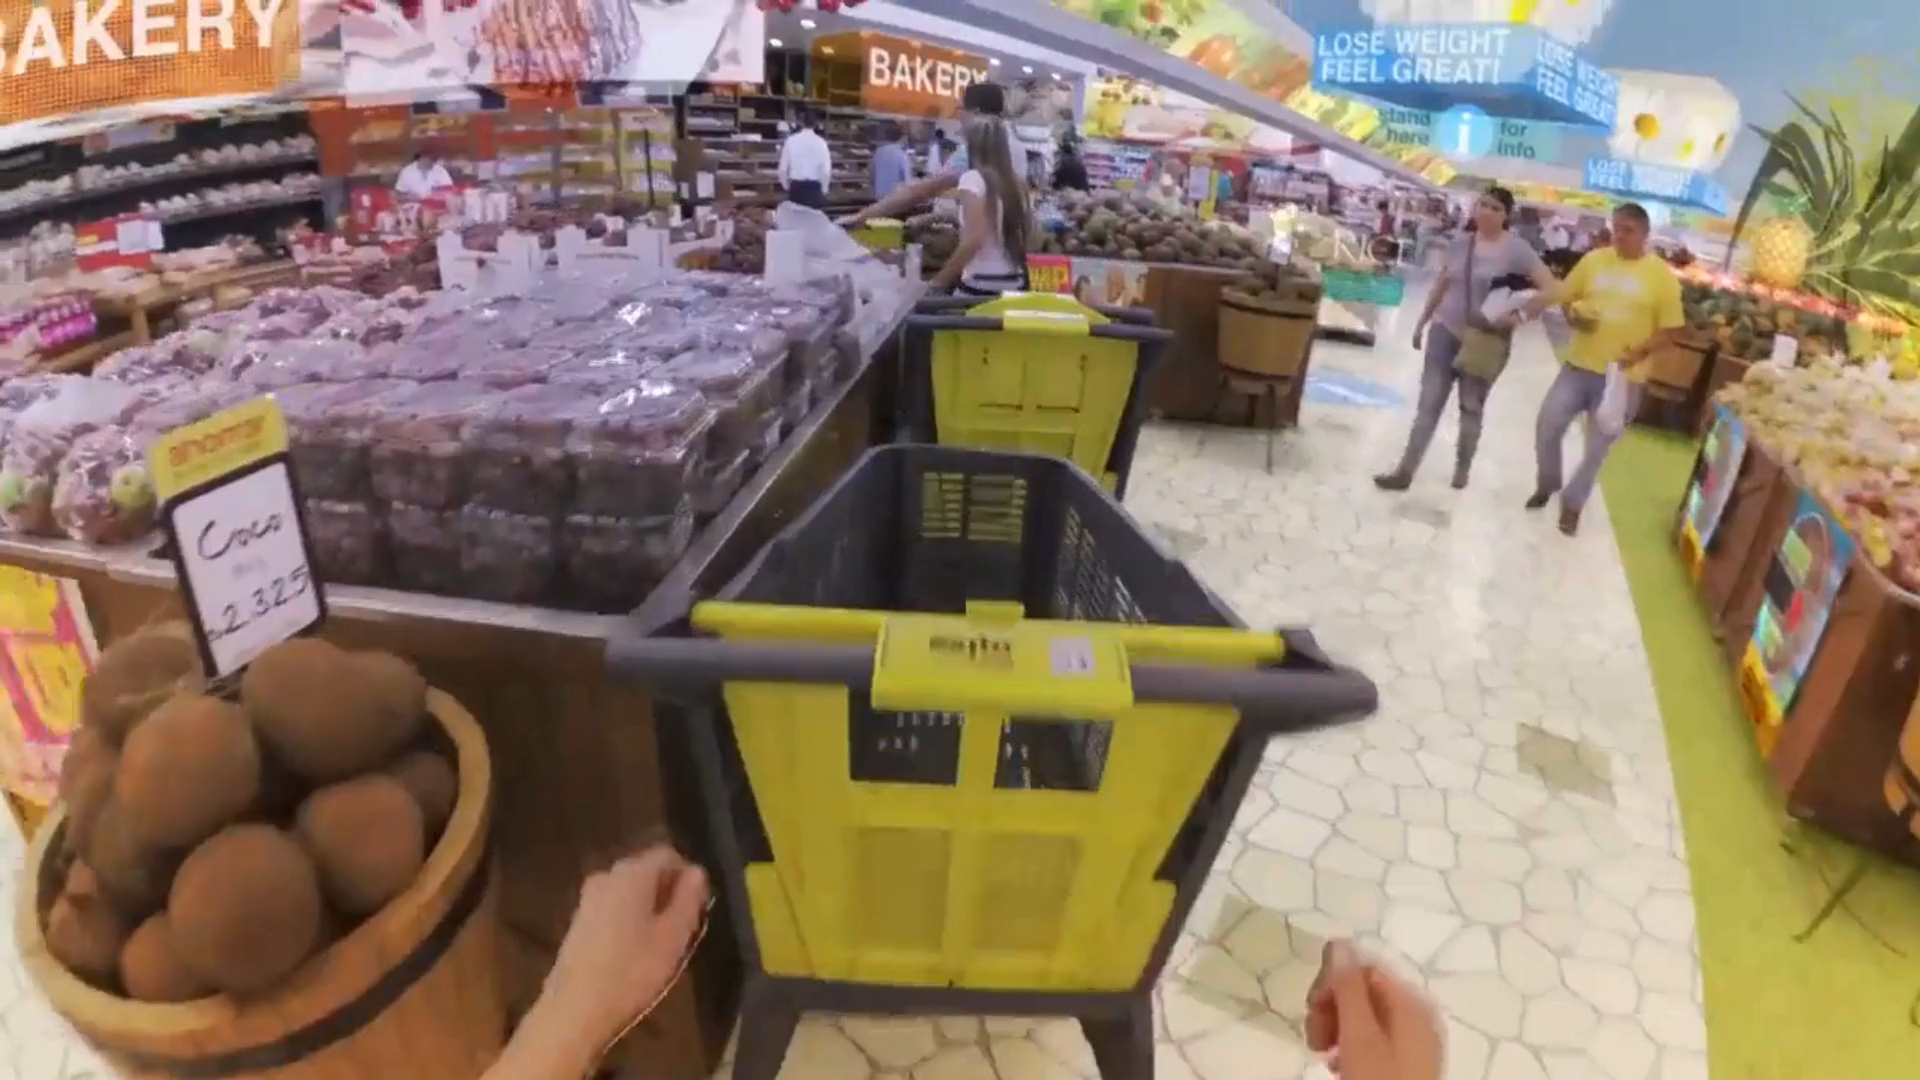 BAKERY
BAKERY
LOSE WEIGHT
FEEL GREAT!
LOSE WEIGHT
FEEL GREAT!
stand
here
i
for
info
LOSE WEIGHT
FEEL GREAT!
Coco
2.325